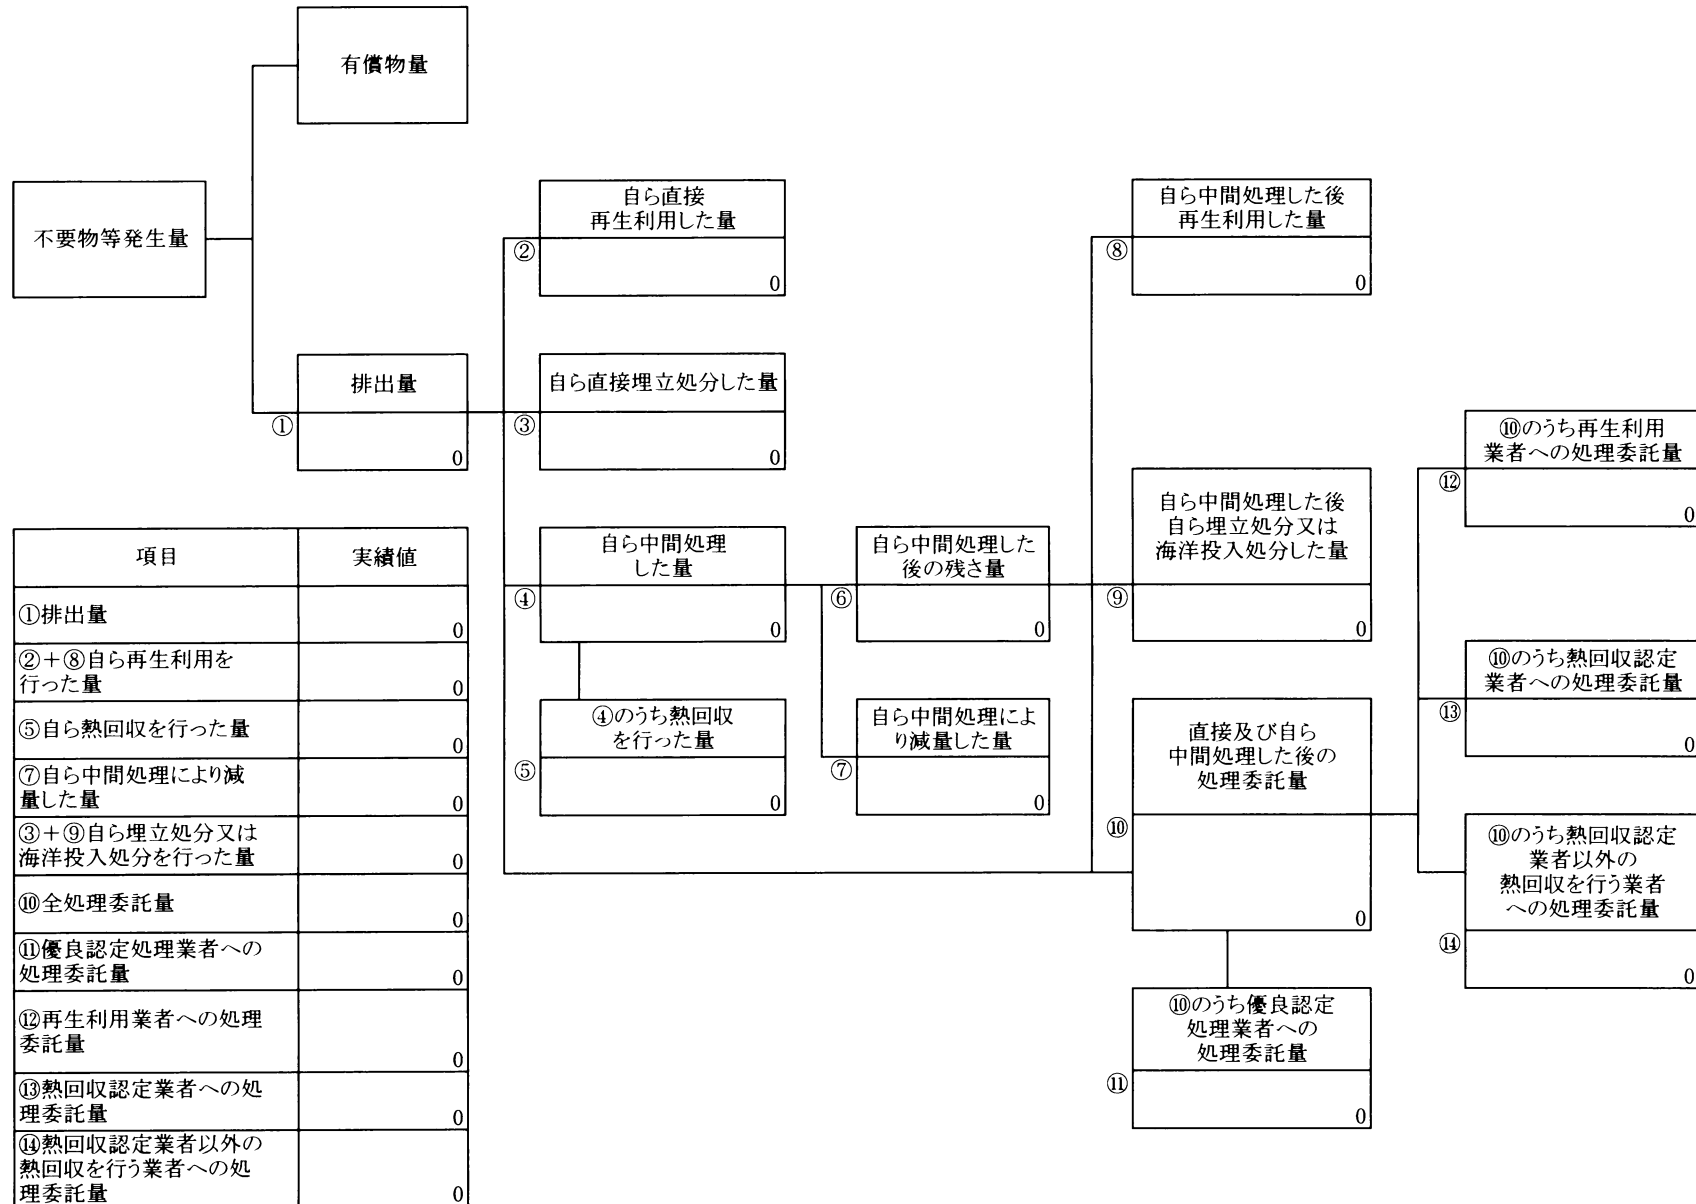 有償物量
不要物等発生量
自ら直接
再生利用した量
②
0
自ら中間処理した後
再生利用した量
⑧
0
排出量
①
0
自ら直接埋立処分した量
③
0
⑩のうち再生利用
業者への処理委託量
⑫
0
自ら中間処理
した量
④
0
自ら中間処理した
後の残さ量
⑥
0
自ら中間処理した後
自ら埋立処分又は
海洋投入処分した量
⑨
0
⑩のうち熱回収認定
業者への処理委託量
⑬
0
④のうち熱回収
を行った量
⑤
0
自ら中間処理によ
り減量した量
⑦
0
直接及び自ら
中間処理した後の
処理委託量
⑩
0
⑩のうち熱回収認定
業者以外の
熱回収を行う業者
への処理委託量
⑭
0
⑩のうち優良認定
処理業者への
処理委託量
⑪
0
項目 実績値
①排出量
0
②+⑧自ら再生利用を
行った量
0
⑤自ら熱回収を行った量
0
⑦自ら中間処理により減
量した量
0
③+⑨自ら埋立処分又は
海洋投入処分を行った量
0
⑩全処理委託量
0
⑪優良認定処理業者への
処理委託量
0
⑫再生利用業者への処理
委託量
0
⑬熱回収認定業者への処
理委託量
0
⑭熱回収認定業者以外の
熱回収を行う業者への処
理委託量
0